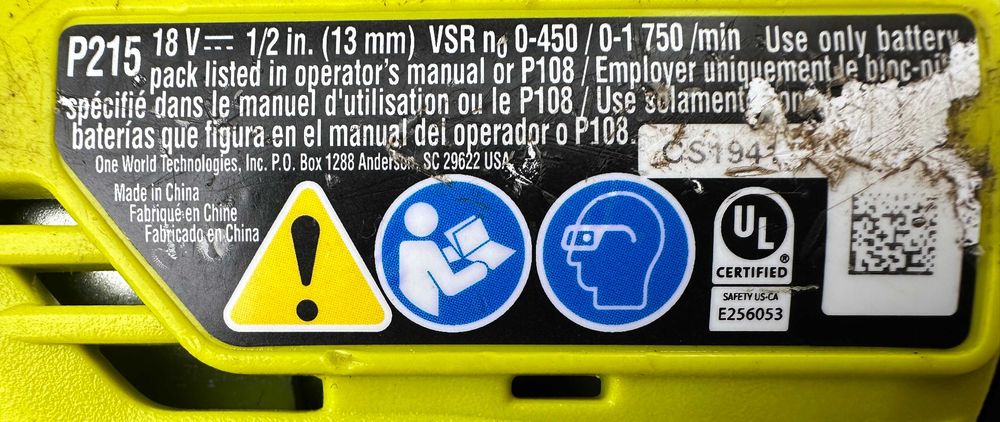 P215 18 V⎓ 1/2 in. (13 mm) VSR n₀ 0-450 / 0-1 750 /min Use only battery
pack listed in operator's manual or P108 / Employer uniquement le bloc-pil
spécifié dans le manuel d'utilisation ou le P108 / Use solament
baterías que figura en el manual del operador o P108.
One World Technologies, Inc. P.O. Box 1288 Anderson, SC 29622 USA
CS194
Made in China
Fabriqué en Chine
Fabricado en China
UL
®
CERTIFIED
SAFETY US-CA
E256053